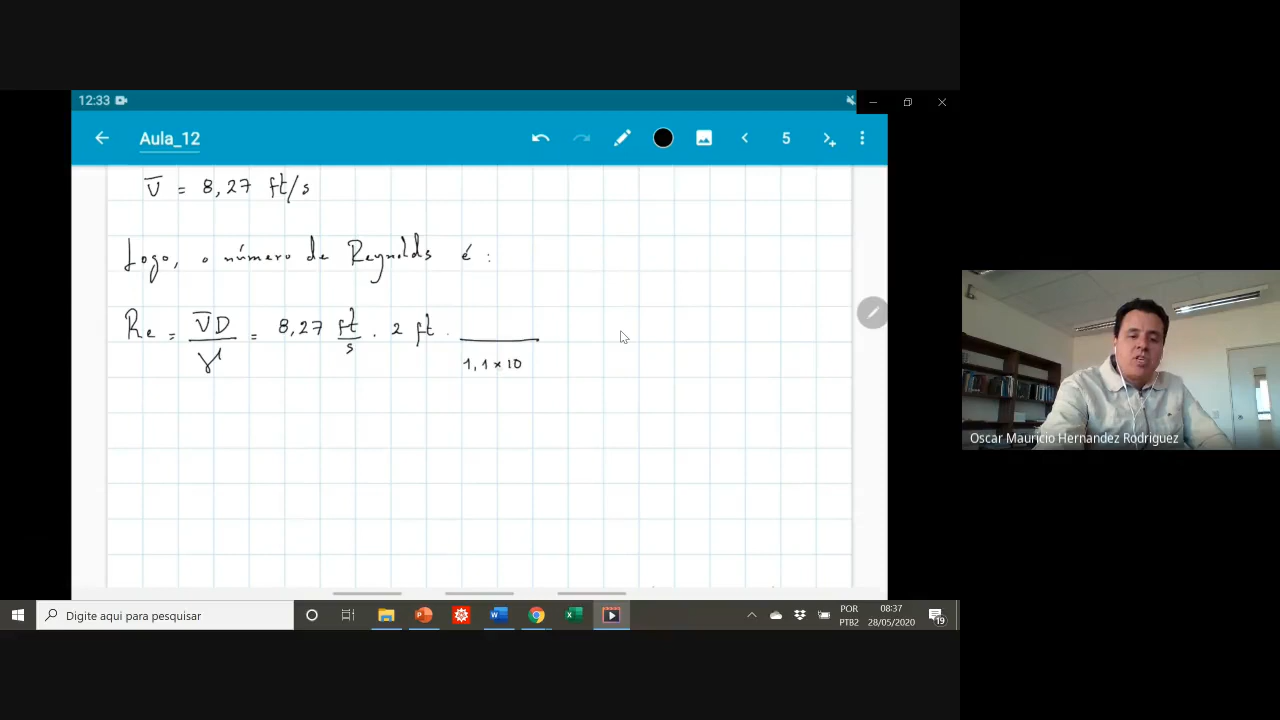 12:33
Aula_12
5
V̅ = 8,27 ft/s
Logo, o número de Reynolds é:
Re = V̅D/ν = 8,27 ft/s . 2 ft . ―/1,1×10
Oscar Mauricio Hernandez Rodriguez
Digite aqui para pesquisar
POR 08:37
PTB2 28/05/2020
19